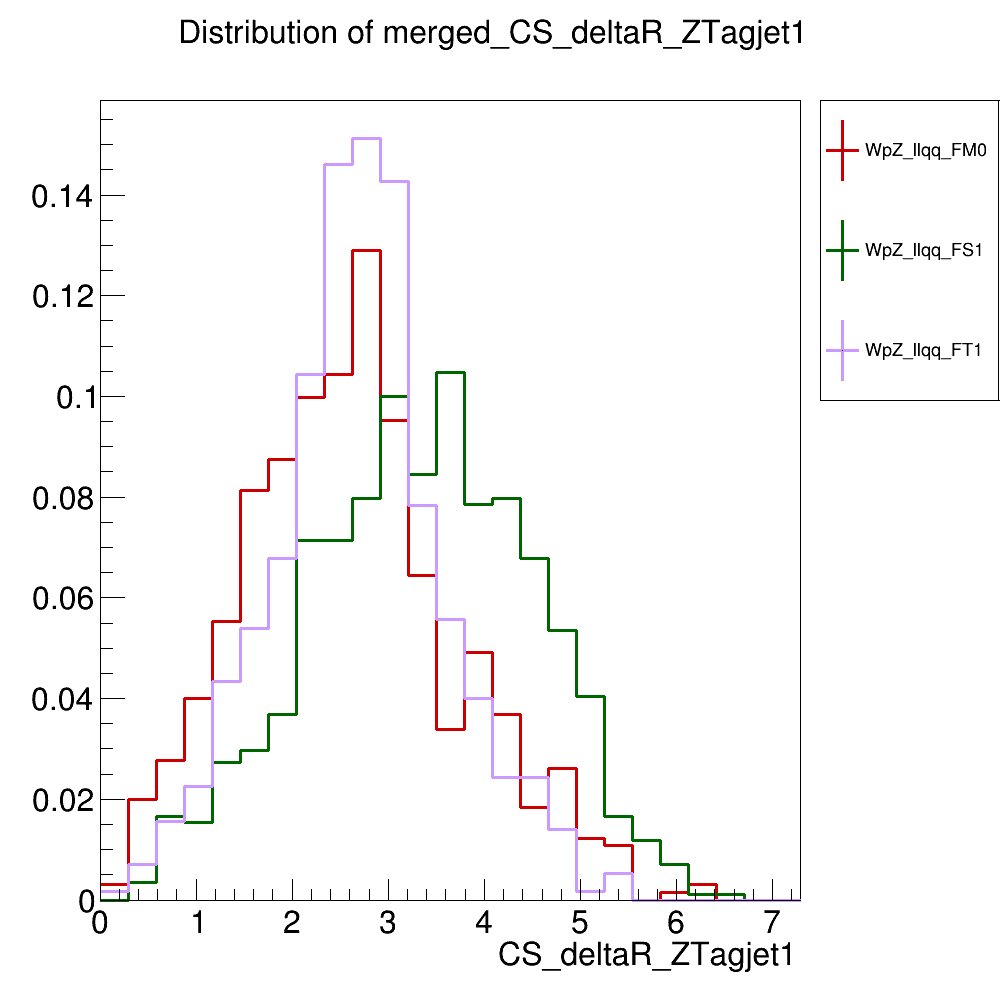 Distribution of merged_CS_deltaR_ZTagjet1
WpZ_llqq_FM0
WpZ_llqq_FS1
WpZ_llqq_FT1
0.14
0.12
0.1
0.08
0.06
0.04
0.02
0
0 1 2 3 4 5 6 7
CS_deltaR_ZTagjet1